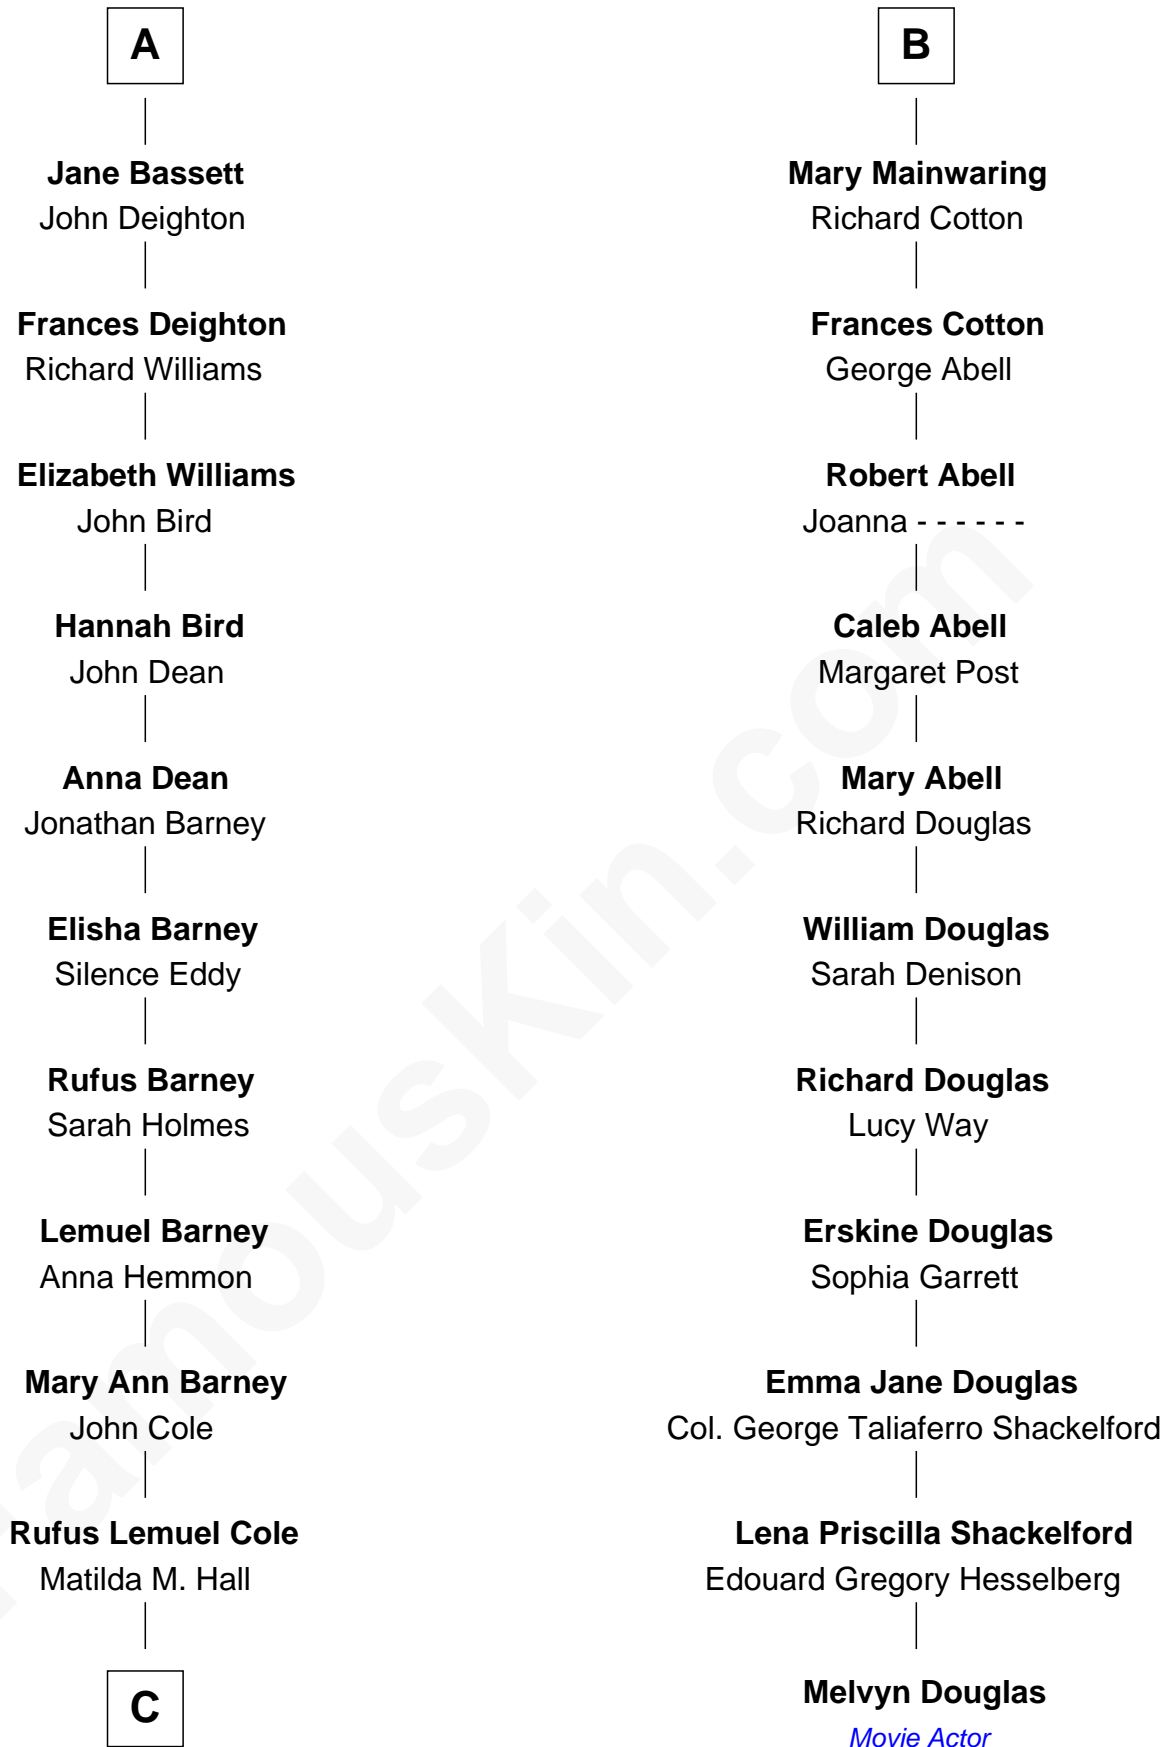 A
Jane Bassett
John Deighton
Frances Deighton
Richard Williams
Elizabeth Williams
John Bird
Hannah Bird
John Dean
Anna Dean
Jonathan Barney
Elisha Barney
Silence Eddy
Rufus Barney
Sarah Holmes
Lemuel Barney
Anna Hemmon
Mary Ann Barney
John Cole
Rufus Lemuel Cole
Matilda M. Hall
C
B
Mary Mainwaring
Richard Cotton
Frances Cotton
George Abell
Robert Abell
Joanna - - - - - -
Caleb Abell
Margaret Post
Mary Abell
Richard Douglas
William Douglas
Sarah Denison
Richard Douglas
Lucy Way
Erskine Douglas
Sophia Garrett
Emma Jane Douglas
Col. George Taliaferro Shackelford
Lena Priscilla Shackelford
Edouard Gregory Hesselberg
Melvyn Douglas
Movie Actor
FamousKin.com